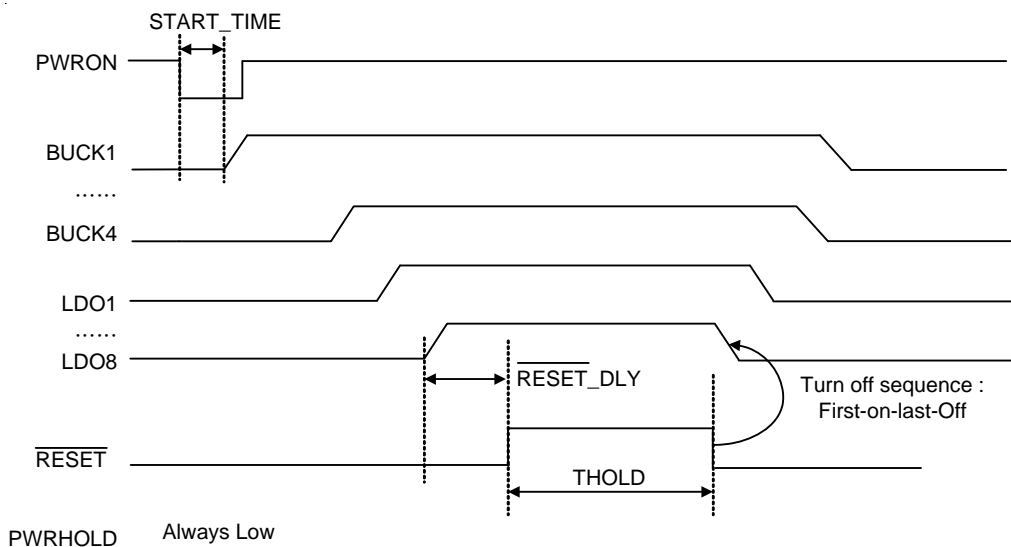 START_TIME
PWRON
BUCK1
......
BUCK4
LDO1
......
LDO8
RESET_DLY
Turn off sequence :
First-on-last-Off
RESET
THOLD
PWRHOLD Always Low